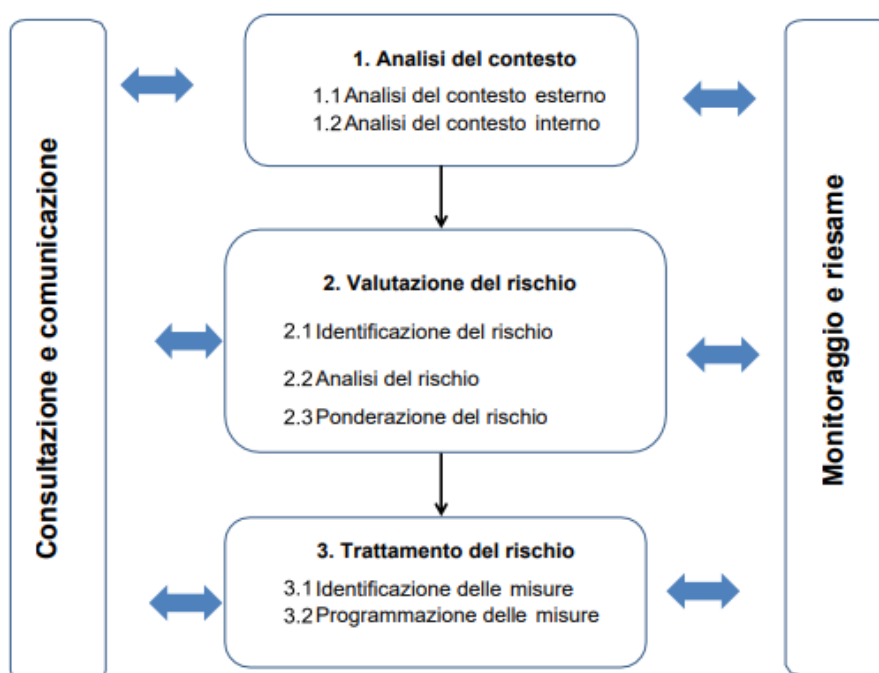 Consultazione e comunicazione
1. Analisi del contesto
1.1 Analisi del contesto esterno
1.2 Analisi del contesto interno
2. Valutazione del rischio
2.1 Identificazione del rischio
2.2 Analisi del rischio
2.3 Ponderazione del rischio
3. Trattamento del rischio
3.1 Identificazione delle misure
3.2 Programmazione delle misure
Monitoraggio e riesame